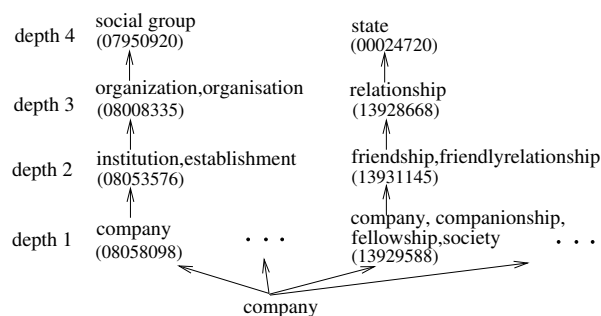 depth 4
social group
(07950920)
state
(00024720)
depth 3
organization,organisation
(08008335)
relationship
(13928668)
depth 2
institution,establishment
(08053576)
friendship,friendlyrelationship
(13931145)
depth 1
company
(08058098)
. . .
company, companionship,
fellowship,society
(13929588)
. . .
company